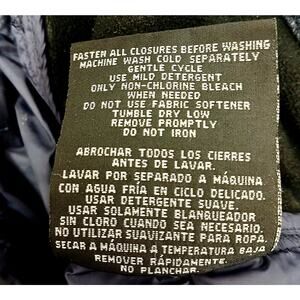 FASTEN ALL CLOSURES BEFORE WASHING
MACHINE WASH COLD SEPARATELY
GENTLE CYCLE
USE MILD DETERGENT
ONLY NON-CHLORINE BLEACH
WHEN NEEDED
DO NOT USE FABRIC SOFTENER
TUMBLE DRY LOW
REMOVE PROMPTLY
DO NOT IRON
ABROCHAR TODOS LOS CIERRES
ANTES DE LAVAR.
LAVAR POR SEPARADO A MÁQUINA
CON AGUA FRÍA EN CICLO DELICADO.
USAR DETERGENTE SUAVE.
USAR SOLAMENTE BLANQUEADOR
SIN CLORO CUANDO SEA NECESARIO.
NO UTILIZAR SUAVIZANTE PARA ROPA.
SECAR A MÁQUINA A TEMPERATURA BAJA
REMOVER RÁPIDAMENTE.
NO PLANCHAR.